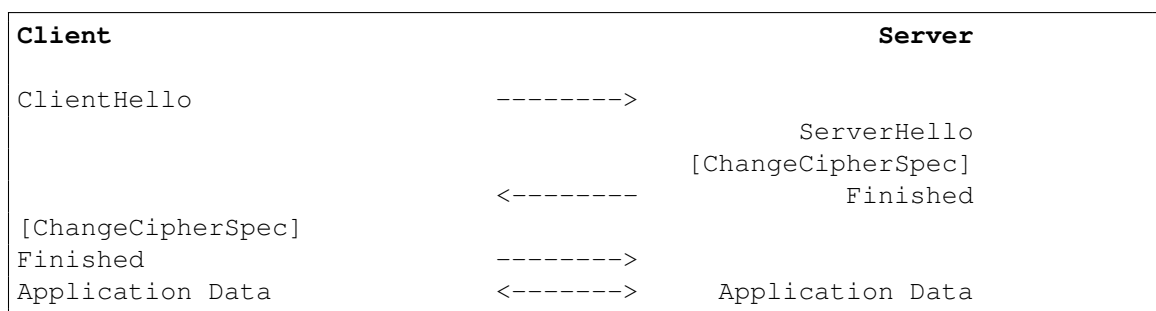 Client                                                Server

ClientHello                   -------->
                                                 ServerHello
                                          [ChangeCipherSpec]
                              <--------             Finished
[ChangeCipherSpec]
Finished                      -------->
Application Data              <------->     Application Data